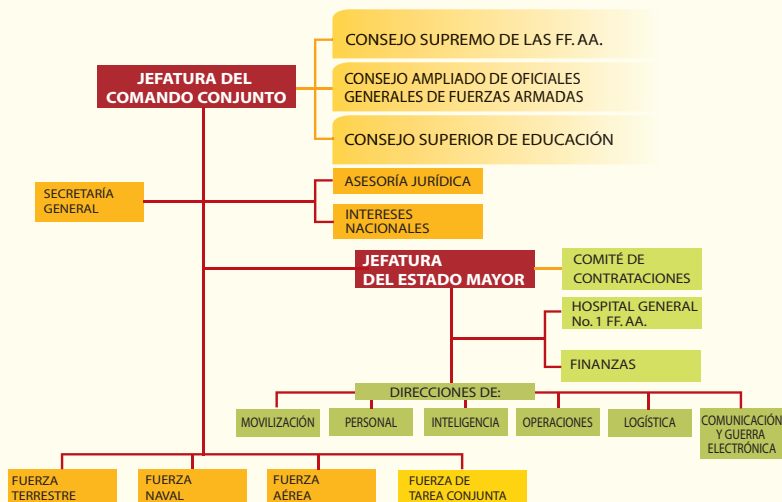 CONSEJO SUPREMO DE LAS FF. AA.
JEFATURA DEL
COMANDO CONJUNTO
CONSEJO AMPLIADO DE OFICIALES
GENERALES DE FUERZAS ARMADAS
CONSEJO SUPERIOR DE EDUCACIÓN
ASESORÍA JURÍDICA
SECRETARÍA
GENERAL
INTERESES
NACIONALES
JEFATURA
DEL ESTADO MAYOR
COMITÉ DE
CONTRATACIONES
HOSPITAL GENERAL
No. 1 FF. AA.
FINANZAS
DIRECCIONES DE:
MOVILIZACIÓN
PERSONAL
INTELIGENCIA
OPERACIONES
LOGÍSTICA
COMUNICACIÓN
Y GUERRA
ELECTRÓNICA
FUERZA
TERRESTRE
FUERZA
NAVAL
FUERZA
AÉREA
FUERZA DE
TAREA CONJUNTA